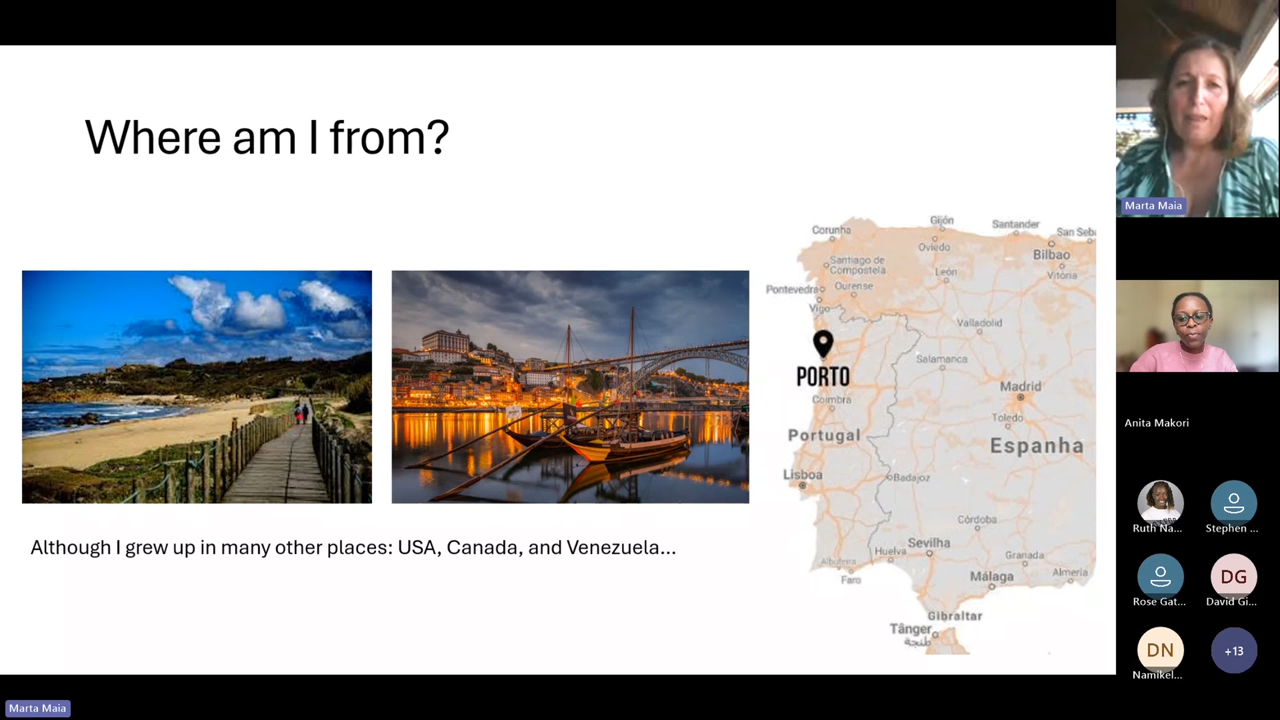 Where am I from?
Corunha
Gijón
Santander
San Seb
Oviedo
Bilbao
Santiago de
Compostela
León
Vitória
Pontevedra
Ourense
Vigo
Valladolid
PORTO
Salamanca
Coimbra
Madrid
Toledo
Portugal
Espanha
Lisboa
Badajoz
Córdoba
Sevilha
Huelva
Granada
Albufeira
Faro
Málaga
Almeria
Gibraltar
Tânger
طنجة
Although I grew up in many other places: USA, Canada, and Venezuela...
Marta Maia
Anita Makori
Ruth Na...
Stephen ...
Rose Gat...
DG
David Gi...
DN
Namikel...
+13
Marta Maia